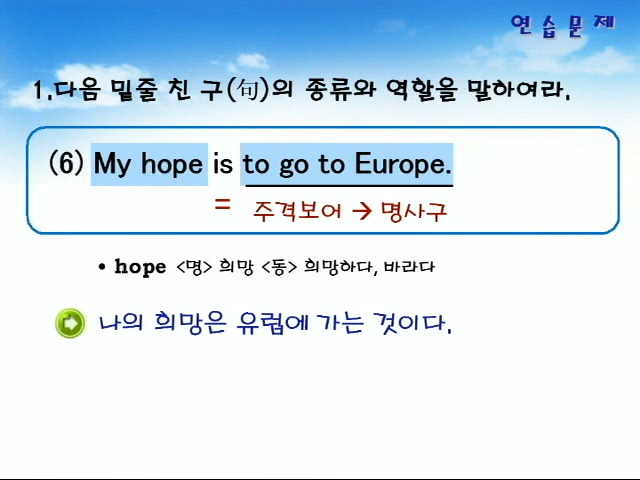 연습문제
1.다음 밑줄 친 구(句)의 종류와 역할을 말하여라.
(6) My hope is to go to Europe.
= 주격보어 → 명사구
• hope <명> 희망 <동> 희망하다, 바라다
나의 희망은 유럽에 가는 것이다.